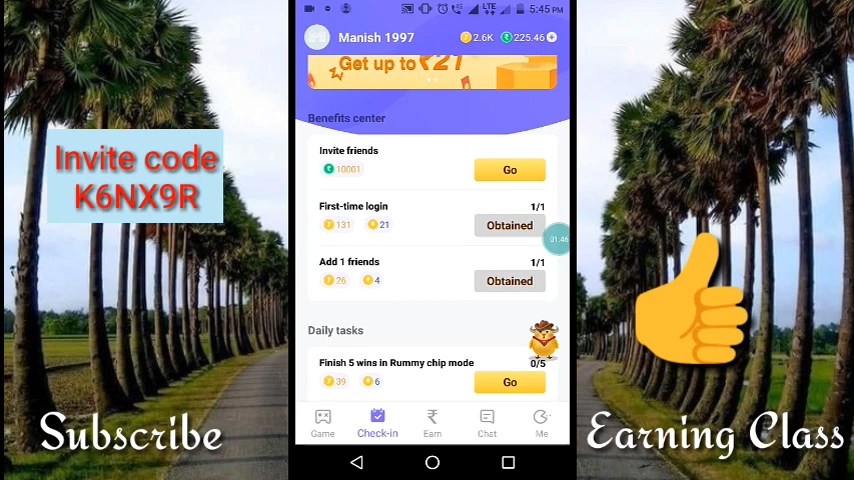 LTE
5:45 PM
Manish 1997
2.6K
225.46
Get up to ₹21
Benefits center
Invite friends
10001
Go
First-time login
1/1
131
21
Obtained
01:46
Add 1 friends
1/1
26
4
Obtained
Daily tasks
Finish 5 wins in Rummy chip mode
0/5
39
6
Go
Game
Check-in
Earn
Chat
Me
Invite code
K6NX9R
Subscribe
Earning Class